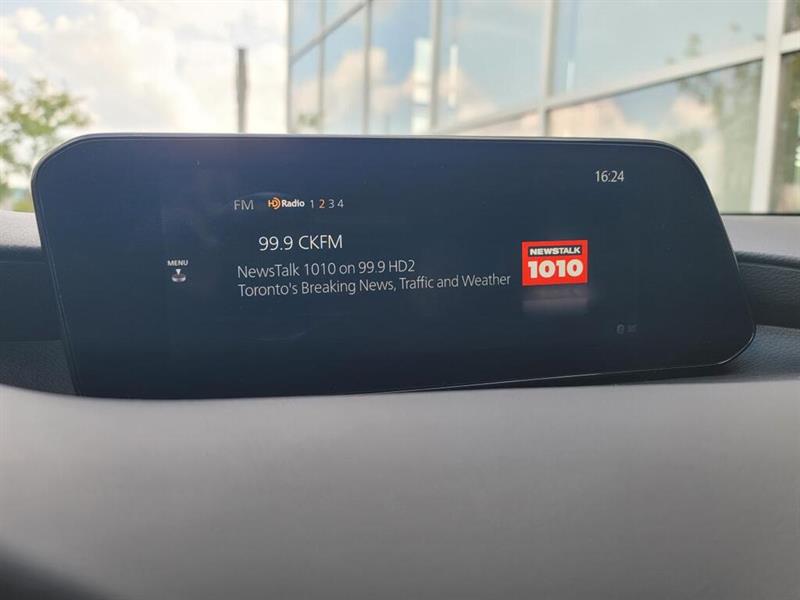 16:24
FM HD Radio 1 2 3 4
99.9 CKFM
MENU
NewsTalk 1010 on 99.9 HD2
Toronto's Breaking News, Traffic and Weather
NEWSTALK
1010